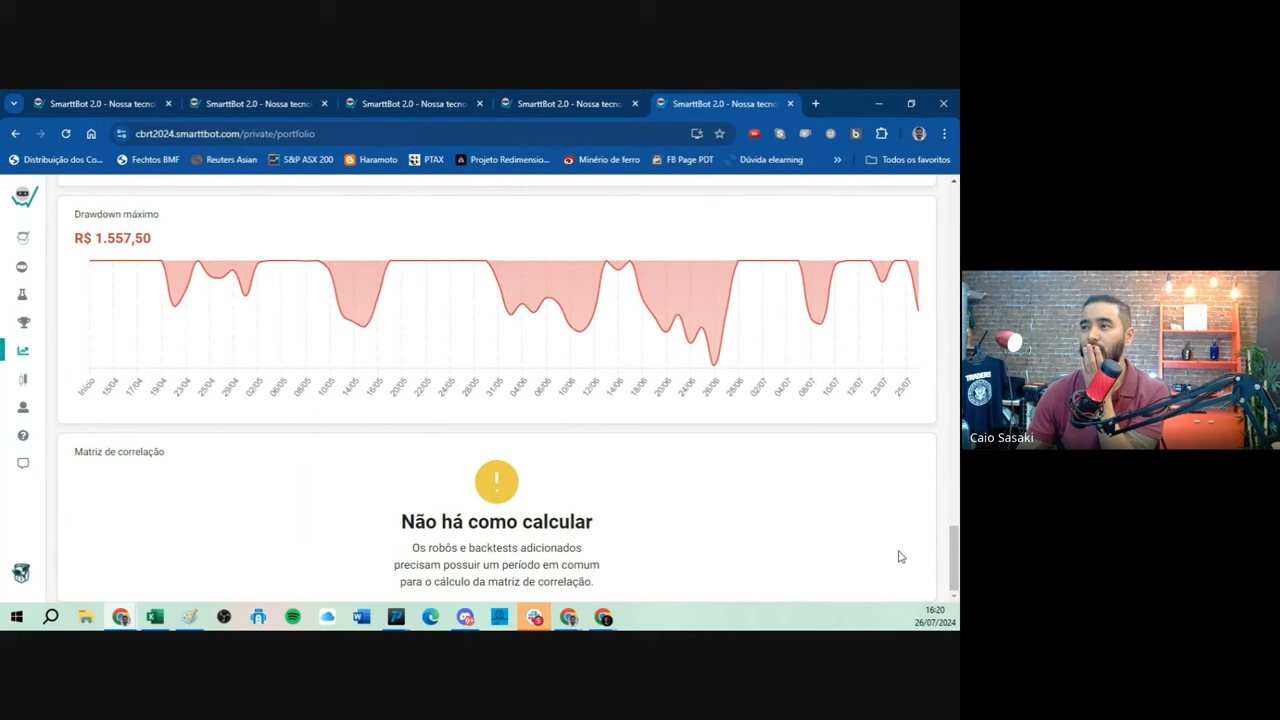 SmarttBot 2.0 - Nossa tecnol
SmarttBot 2.0 - Nossa tecnol
SmarttBot 2.0 - Nossa tecno
SmarttBot 2.0 - Nossa tecnol
SmarttBot 2.0 - Nossa tecno
cbrt2024.smarttbot.com/private/portfolio
Distribuição dos Co...
Fechtos BMF
Reuters Asian
S&P ASX 200
Haramoto
PTAX
Projeto Redimensio...
Minério de ferro
FB Page PDT
Dúvida elearning
»
Todos os favoritos
Drawdown máximo
R$ 1.557,50
Início 15/04 17/04 19/04 23/04 25/04 29/04 02/05 06/05 08/05 10/05 14/05 16/05 20/05 22/05 24/05 28/05 31/05 04/06 06/06 10/06 12/06 14/06 18/06 20/06 24/06 26/06 28/06 02/07 04/07 08/07 10/07 12/07 23/07 25/07
Matriz de correlação
!
Não há como calcular
Os robôs e backtests adicionados
precisam possuir um período em comum
para o cálculo da matriz de correlação.
16:20
26/07/2024
TRADERS
Caio Sasaki